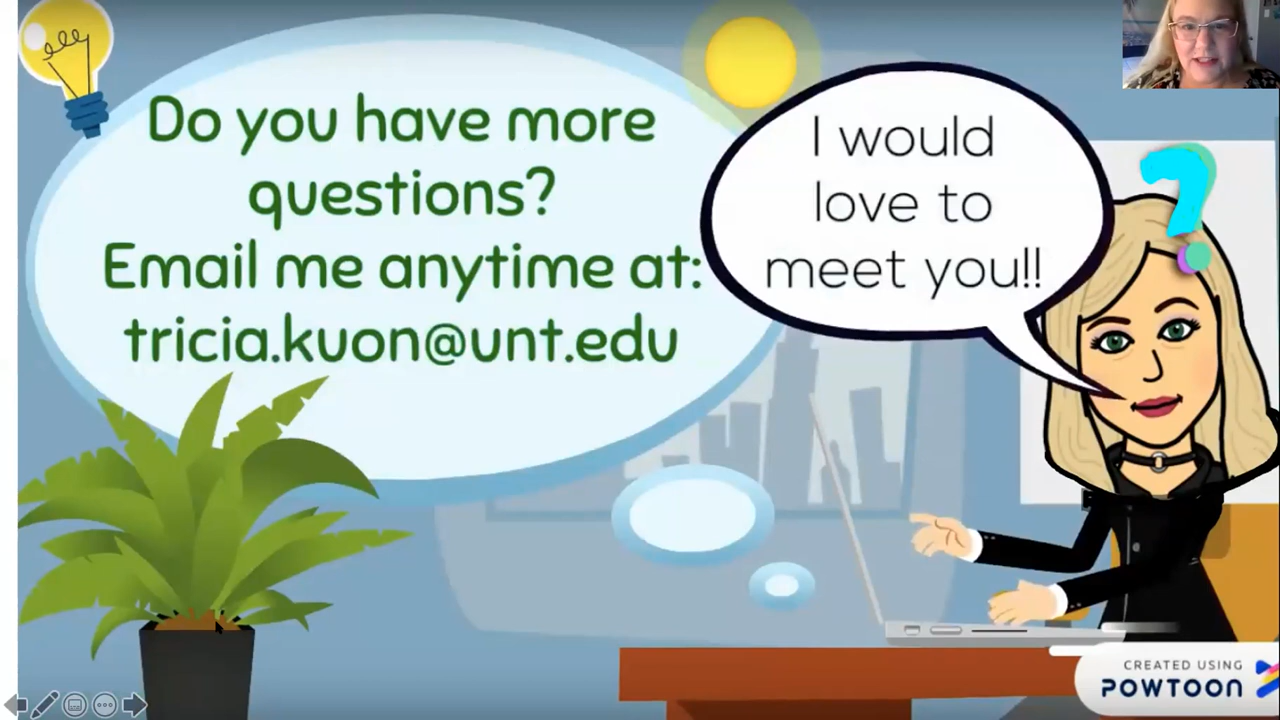 Do you have more
questions?
Email me anytime at:
tricia.kuon@unt.edu
I would
love to
meet you!!
?
CREATED USING
POWTOON